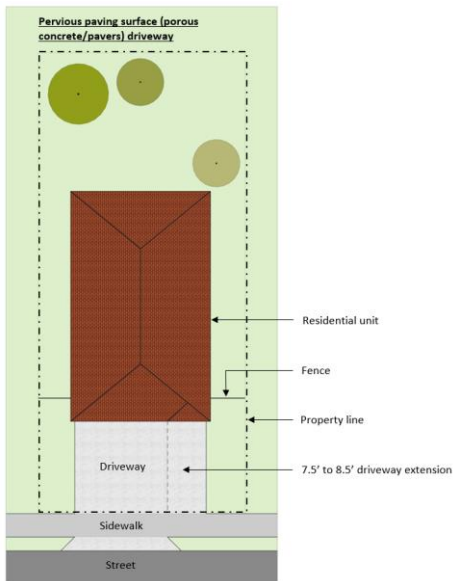 Pervious paving surface (porous
concrete/pavers) driveway
Residential unit
Fence
Property line
Driveway
7.5' to 8.5' driveway extension
Sidewalk
Street